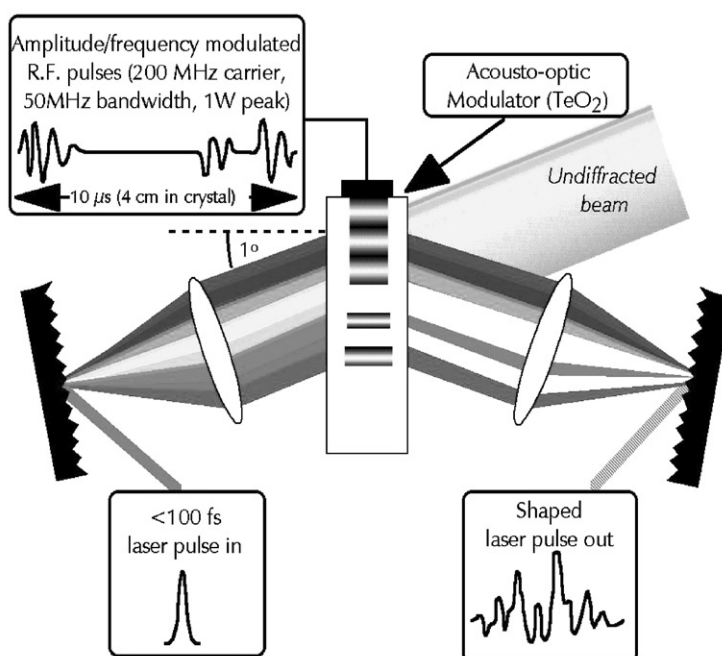 Amplitude/frequency modulated
R.F. pulses (200 MHz carrier,
50MHz bandwidth, 1W peak)
10 µs (4 cm in crystal)
Acousto-optic
Modulator (TeO₂)
Undiffracted
beam
1º
<100 fs
laser pulse in
Shaped
laser pulse out